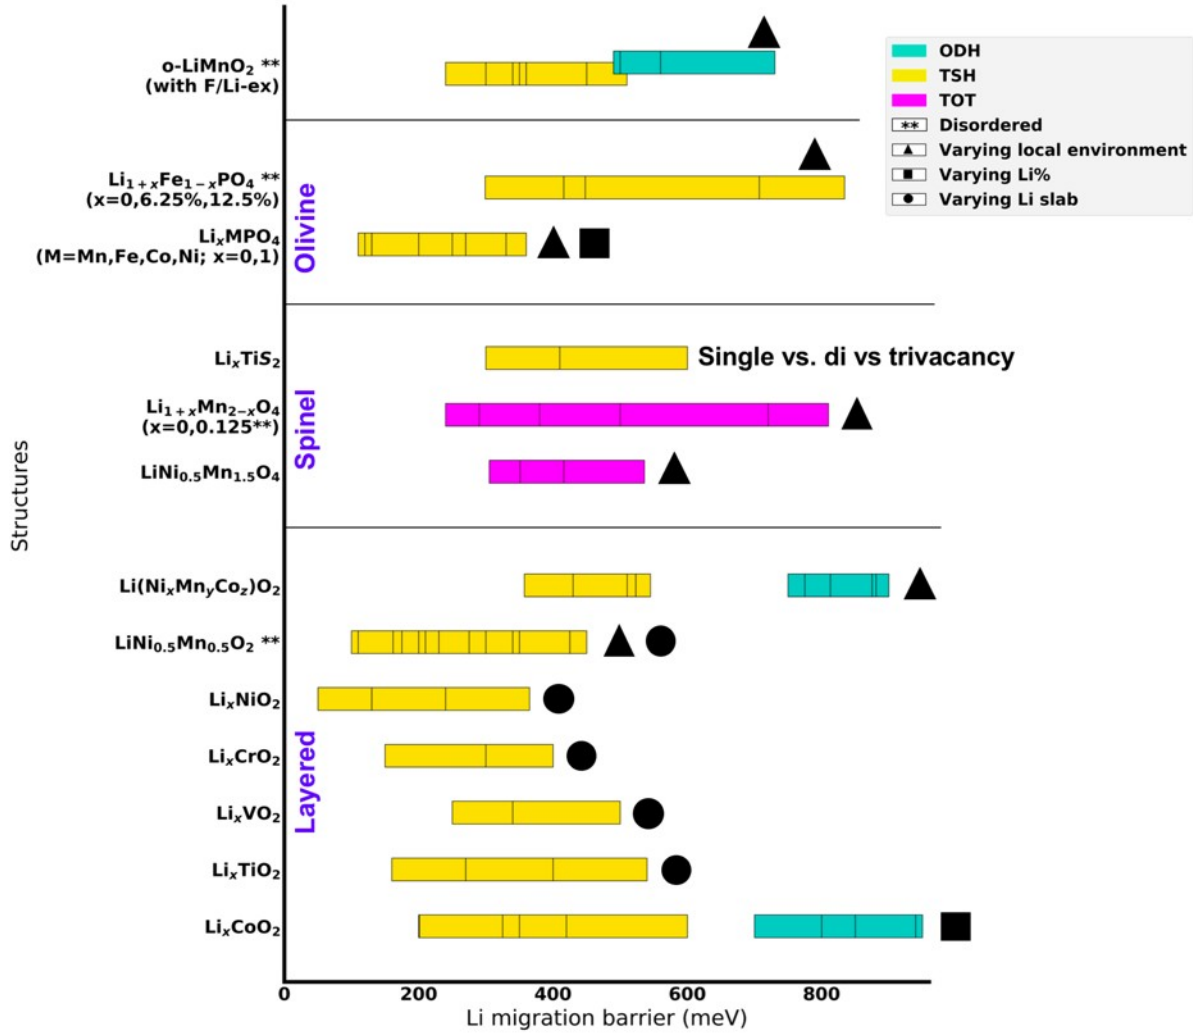 o-LiMnO₂ **
(with F/Li-ex)
Li₁₊ₓFe₁₋ₓPO₄ **
(x=0,6.25%,12.5%)
LiₓMPO₄
(M=Mn,Fe,Co,Ni; x=0,1)
Olivine
LiₓTiS₂
Single vs. di vs trivacancy
Li₁₊ₓMn₂₋ₓO₄
(x=0,0.125**)
LiNi₀.₅Mn₁.₅O₄
Spinel
Li(NiₓMnᵧCo𝓏)O₂
LiNi₀.₅Mn₀.₅O₂ **
LiₓNiO₂
LiₓCrO₂
LiₓVO₂
LiₓTiO₂
LiₓCoO₂
Layered
Structures
0 200 400 600 800
Li migration barrier (meV)
ODH
TSH
TOT
** Disordered
Varying local environment
Varying Li%
Varying Li slab